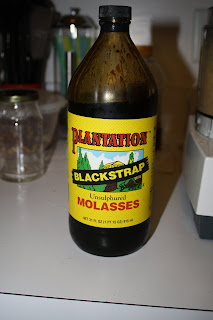 PLANTATION
BLACKSTRAP
Unsulphured
MOLASSES